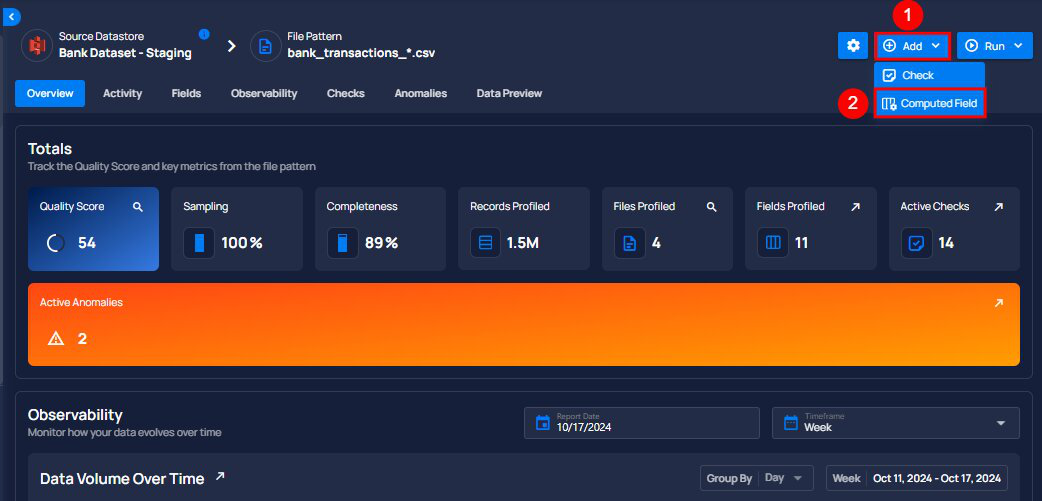 1
Source Datastore
Bank Dataset - Staging
File Pattern
bank_transactions_*.csv
Add
Run
Check
2
Computed Field
Overview
Activity
Fields
Observability
Checks
Anomalies
Data Preview
Totals
Track the Quality Score and key metrics from the file pattern
Quality Score
54
Sampling
100%
Completeness
89%
Records Profiled
1.5M
Files Profiled
4
Fields Profiled
11
Active Checks
14
Active Anomalies
2
Observability
Monitor how your data evolves over time
Report Date
10/17/2024
Timeframe
Week
Data Volume Over Time
Group By
Day
Week
Oct 11, 2024 - Oct 17, 2024